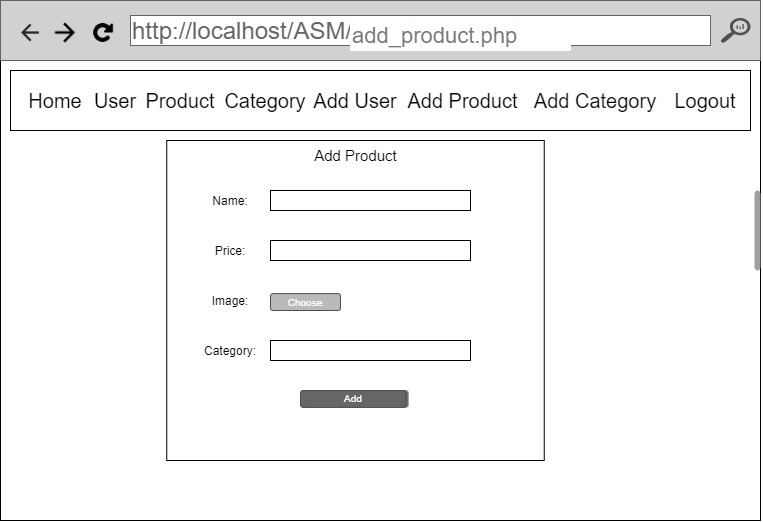 http://localhost/ASM/add_product.php
Home User Product Category Add User Add Product Add Category Logout
Add Product
Name:
Price:
Image: Choose
Category:
Add